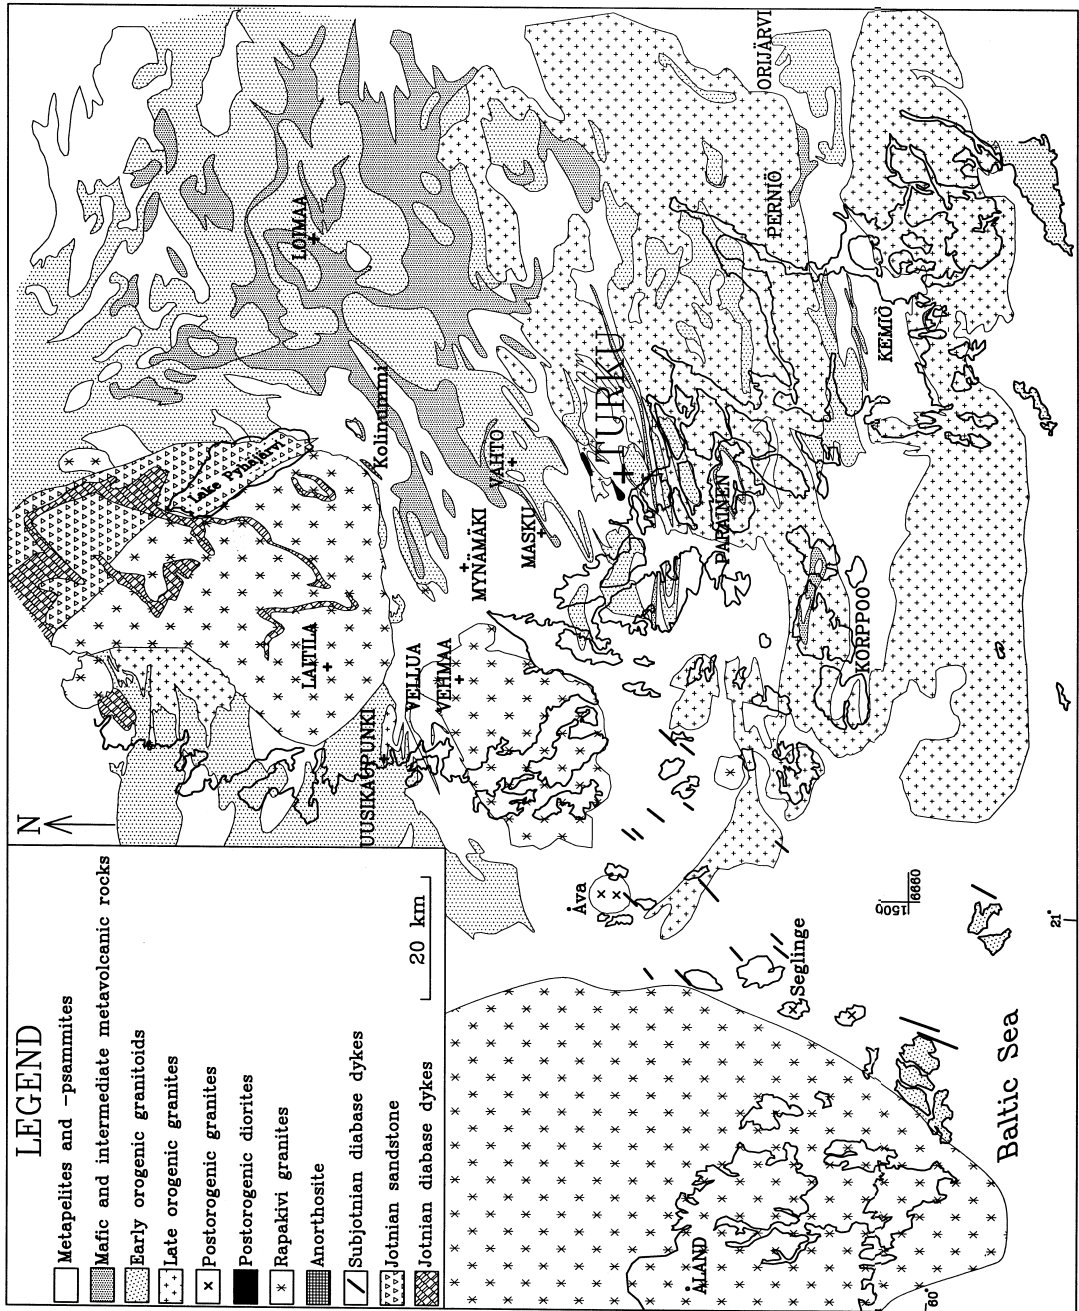 LEGEND
Metapelites and -psammites
Mafic and intermediate metavolcanic rocks
Early orogenic granitoids
Late orogenic granites
Postorogenic granites
Postorogenic diorites
Rapakivi granites
Anorthosite
Subjotnian diabase dykes
Jotnian sandstone
Jotnian diabase dykes
20 km
N
UUSIKAUPUNKI
LAITILA
VELJUA
VEHMAA
MYNÄMÄKI
MASKU
VAHTO
Kolinummi
Lake Pyhäjärvi
LOIMAA
TURKU
PARAINEN
KORPPOO
KEMIÖ
PERNIÖ
ORIJÄRVI
Åva
Seglinge
ÅLAND
Baltic Sea
1500
6660
21°
60°